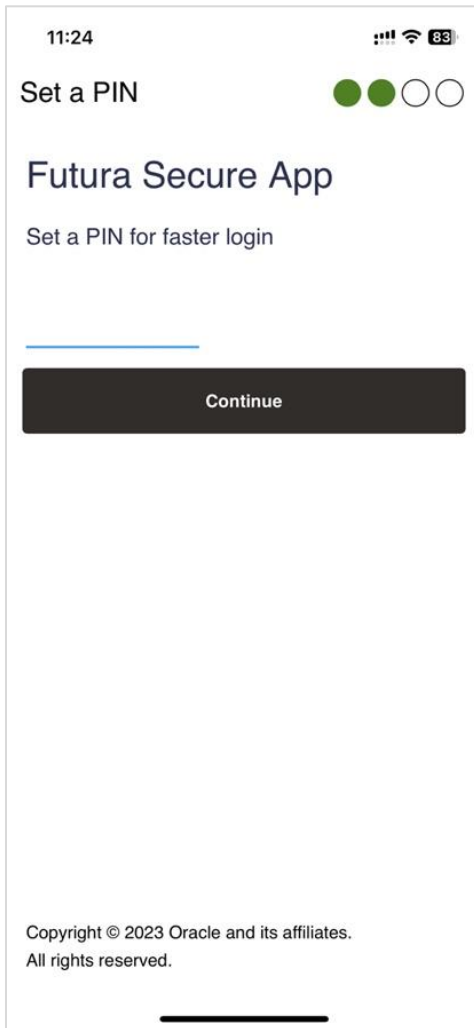 11:24
83
Set a PIN
Futura Secure App
Set a PIN for faster login
Continue
Copyright © 2023 Oracle and its affiliates.
All rights reserved.